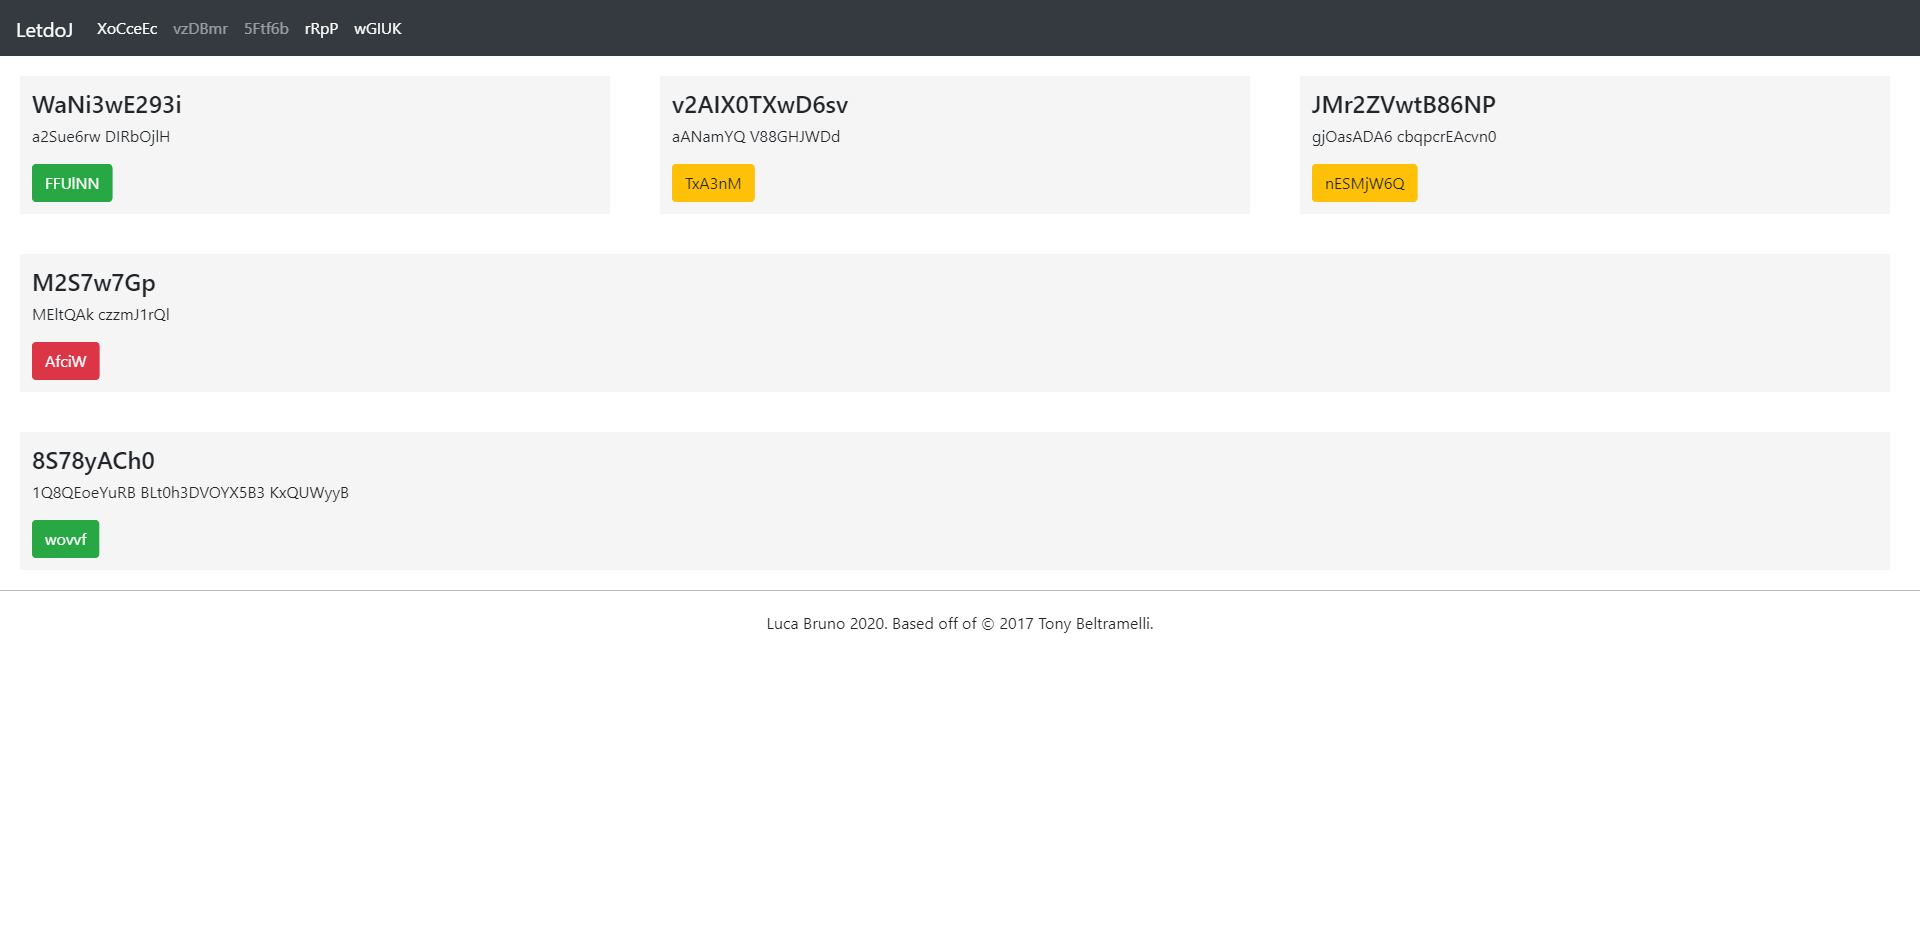 LetdoJ XoCceEc vzDBmr 5Ftf6b rRpP wGIUK
WaNi3wE293i
a2Sue6rw DIRbOjlH
FFUlNN
v2AIX0TXwD6sv
aANamYQ V88GHJWDd
TxA3nM
JMr2ZVwtB86NP
gjOasADA6 cbqpcrEAcvn0
nESMjW6Q
M2S7w7Gp
MEltQAk czzmJ1rQl
AfciW
8S78yACh0
1Q8QEoeYuRB BLt0h3DVOYX5B3 KxQUWyyB
wovvf
Luca Bruno 2020. Based off of © 2017 Tony Beltramelli.